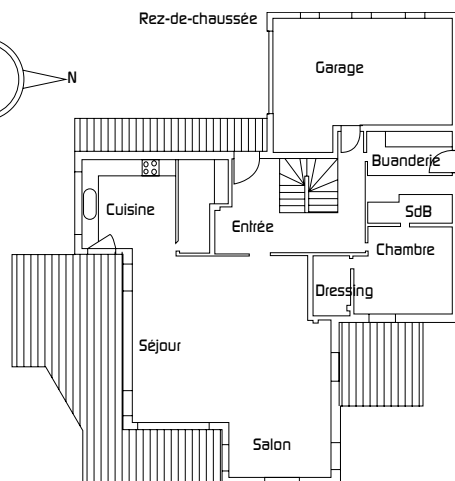 Rez-de-chaussée
Garage
N
Buanderie
Cuisine
SdB
Entrée
Chambre
Dressing
Séjour
Salon